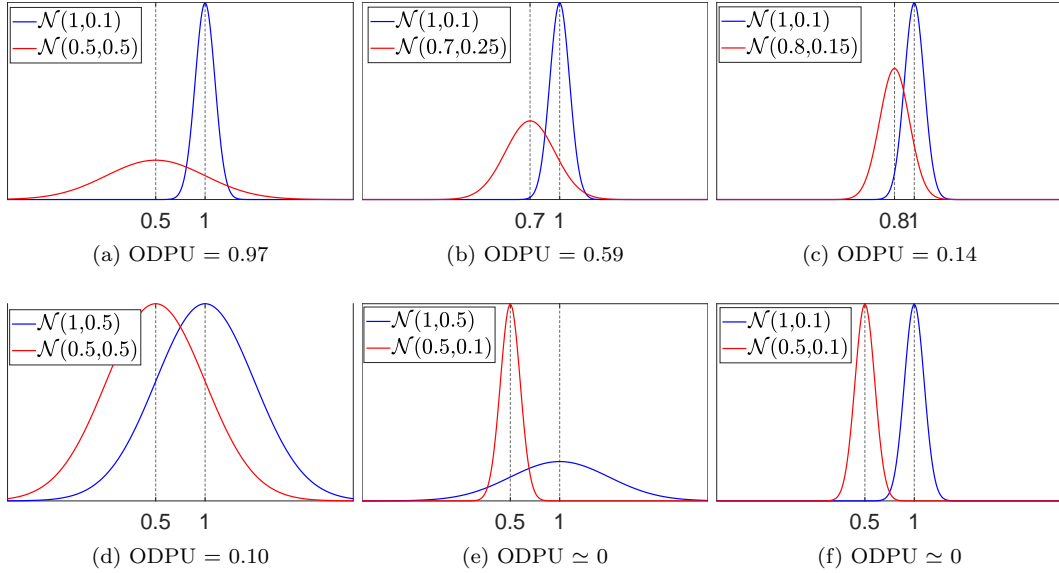 𝒩(1,0.1)
𝒩(0.5,0.5)
0.5 1
(a) ODPU = 0.97
𝒩(1,0.1)
𝒩(0.7,0.25)
0.7 1
(b) ODPU = 0.59
𝒩(1,0.1)
𝒩(0.8,0.15)
0.81
(c) ODPU = 0.14
𝒩(1,0.5)
𝒩(0.5,0.5)
0.5 1
(d) ODPU = 0.10
𝒩(1,0.5)
𝒩(0.5,0.1)
0.5 1
(e) ODPU ≃ 0
𝒩(1,0.1)
𝒩(0.5,0.1)
0.5 1
(f) ODPU ≃ 0